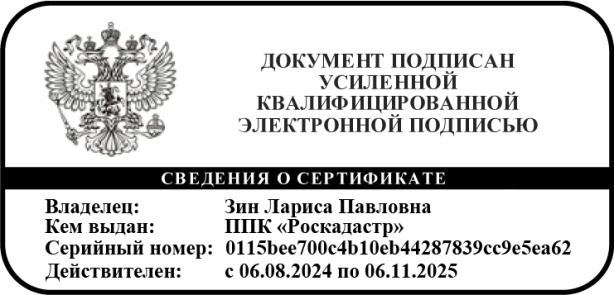 ДОКУМЕНТ ПОДПИСАН
УСИЛЕННОЙ
КВАЛИФИЦИРОВАННОЙ
ЭЛЕКТРОННОЙ ПОДПИСЬЮ
СВЕДЕНИЯ О СЕРТИФИКАТЕ
Владелец: Зин Лариса Павловна
Кем выдан: ППК «Роскадастр»
Серийный номер: 0115bee700c4b10eb44287839cc9e5ea62
Действителен: с 06.08.2024 по 06.11.2025